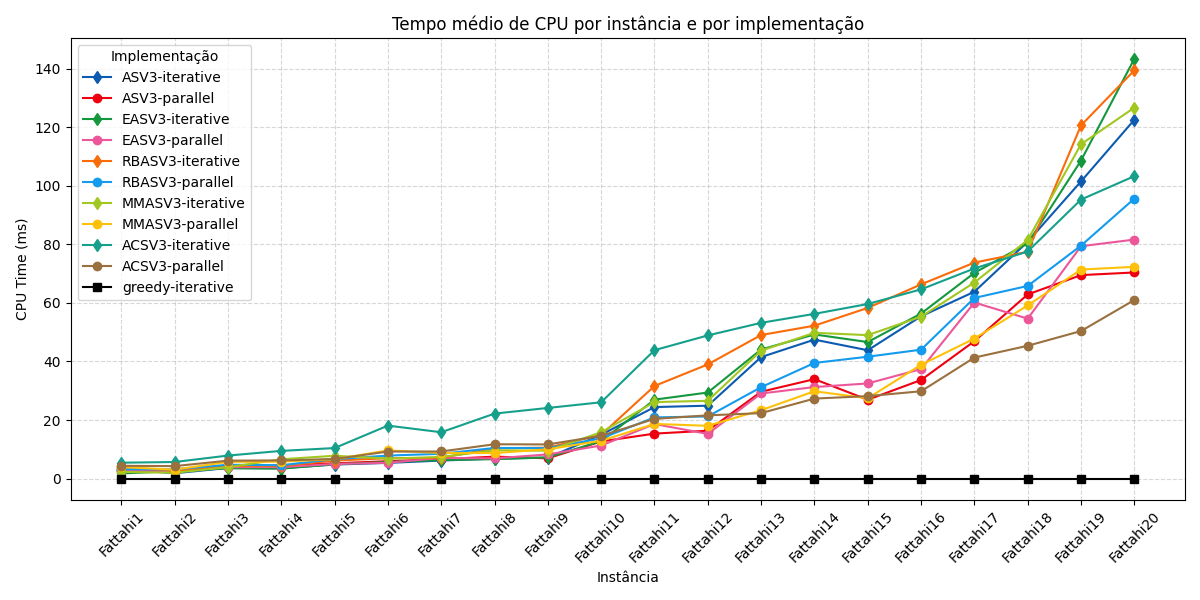 Tempo médio de CPU por instância e por implementação
Implementação
ASV3-iterative
ASV3-parallel
EASV3-iterative
EASV3-parallel
RBASV3-iterative
RBASV3-parallel
MMASV3-iterative
MMASV3-parallel
ACSV3-iterative
ACSV3-parallel
greedy-iterative
CPU Time (ms)
140
120
100
80
60
40
20
0
Fattahi1
Fattahi2
Fattahi3
Fattahi4
Fattahi5
Fattahi6
Fattahi7
Fattahi8
Fattahi9
Fattahi10
Fattahi11
Fattahi12
Fattahi13
Fattahi14
Fattahi15
Fattahi16
Fattahi17
Fattahi18
Fattahi19
Fattahi20
Instância